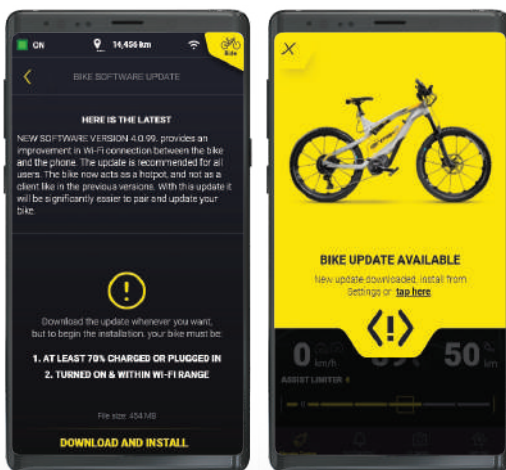 ON
14,456 km
Ride
BIKE SOFTWARE UPDATE
HERE IS THE LATEST
NEW SOFTWARE VERSION 4.0.99. provides an
improvement in Wi-Fi connection between the bike
and the phone. The update is recommended for all
users. The bike now acts as a hotpot, and not as a
client like in the previous versions. With this update it
will be significantly easier to pair and update your
bike.
Download the update whenever you want,
but to begin the installation, your bike must be:
1. AT LEAST 70% CHARGED OR PLUGGED IN
2. TURNED ON & WITHIN WI-FI RANGE
File size: 454 MB
DOWNLOAD AND INSTALL
BIKE UPDATE AVAILABLE
New update downloaded, install from
Settings or tap here
0 km/h
50 km
ASSIST LIMITER